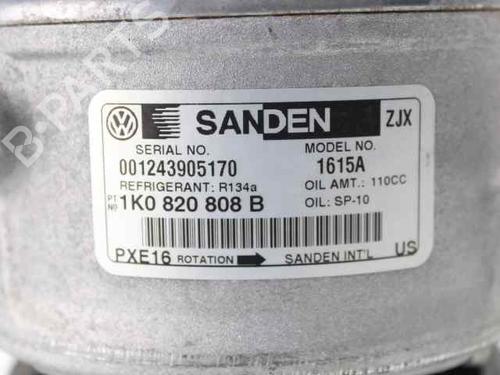 B-PARTS
VW SANDEN ZJX
SERIAL NO. MODEL NO.
001243905170 1615A
REFRIGERANT: R134a OIL AMT.: 110CC
PT. NO 1K0 820 808 B OIL: SP-10
PXE16 ROTATION SANDEN INT'L US